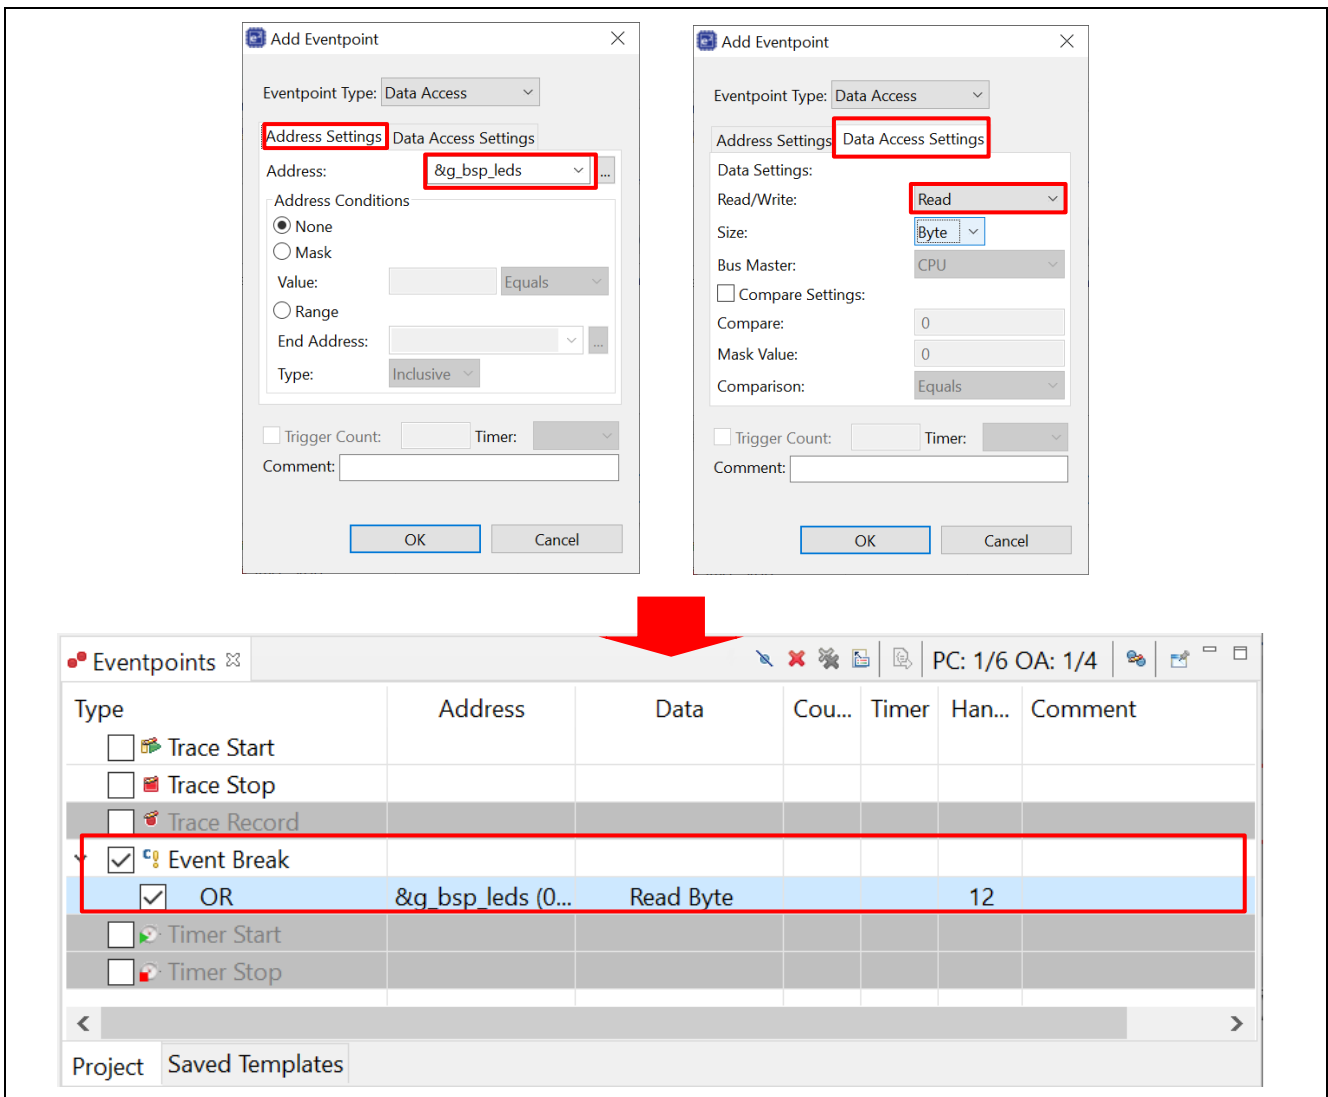 Add Eventpoint
Eventpoint Type: Data Access
Address Settings Data Access Settings
Address: &g_bsp_leds ...
Address Conditions
None
Mask
Value: Equals
Range
End Address: ...
Type: Inclusive
Trigger Count: Timer:
Comment:
OK Cancel
Add Eventpoint
Eventpoint Type: Data Access
Address Settings Data Access Settings
Data Settings:
Read/Write: Read
Size: Byte
Bus Master: CPU
Compare Settings:
Compare: 0
Mask Value: 0
Comparison: Equals
Trigger Count: Timer:
Comment:
OK Cancel
Eventpoints PC: 1/6 OA: 1/4
Type Address Data Cou... Timer Han... Comment
Trace Start
Trace Stop
Trace Record
Event Break
OR &g_bsp_leds (0... Read Byte 12
Timer Start
Timer Stop
Project Saved Templates